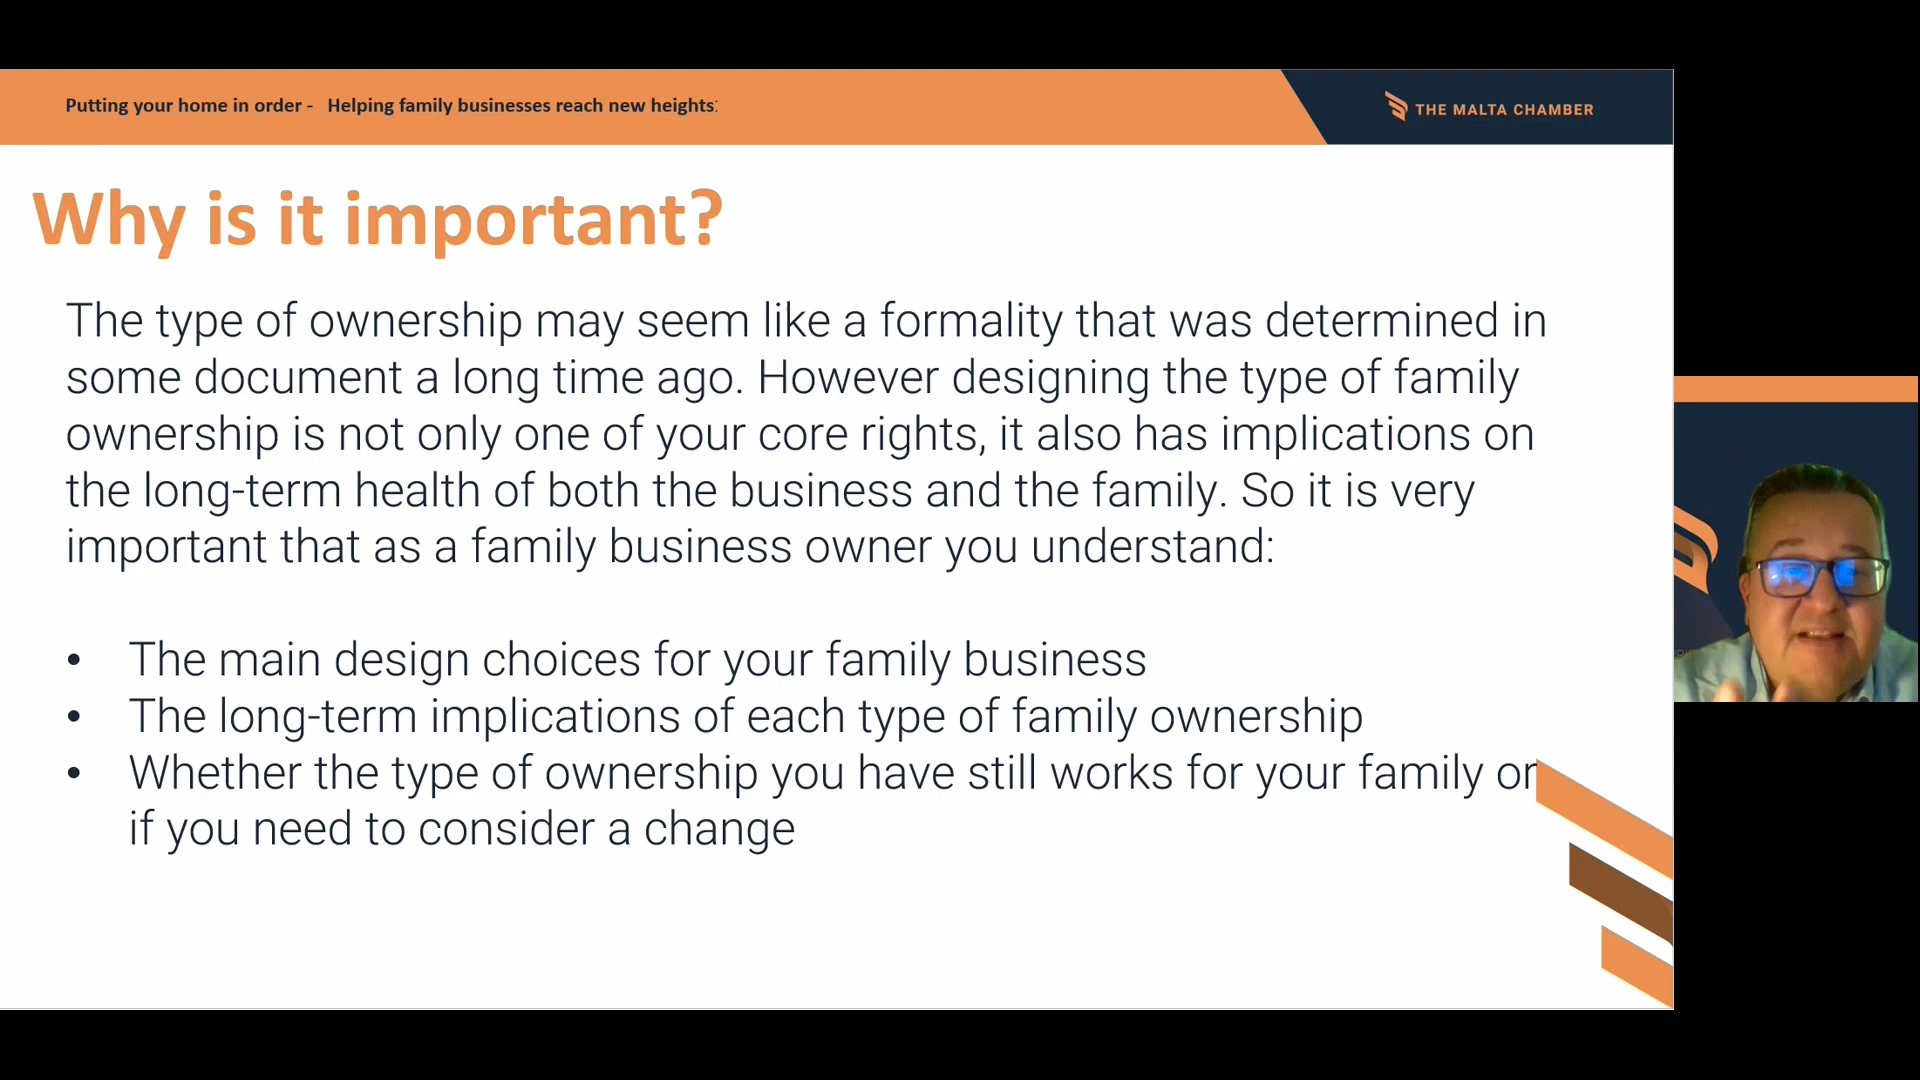 Putting your home in order -   Helping family businesses reach new heights:
THE MALTA CHAMBER
Why is it important?
The type of ownership may seem like a formality that was determined in
some document a long time ago. However designing the type of family
ownership is not only one of your core rights, it also has implications on
the long-term health of both the business and the family. So it is very
important that as a family business owner you understand:
• The main design choices for your family business
• The long-term implications of each type of family ownership
• Whether the type of ownership you have still works for your family or
if you need to consider a change